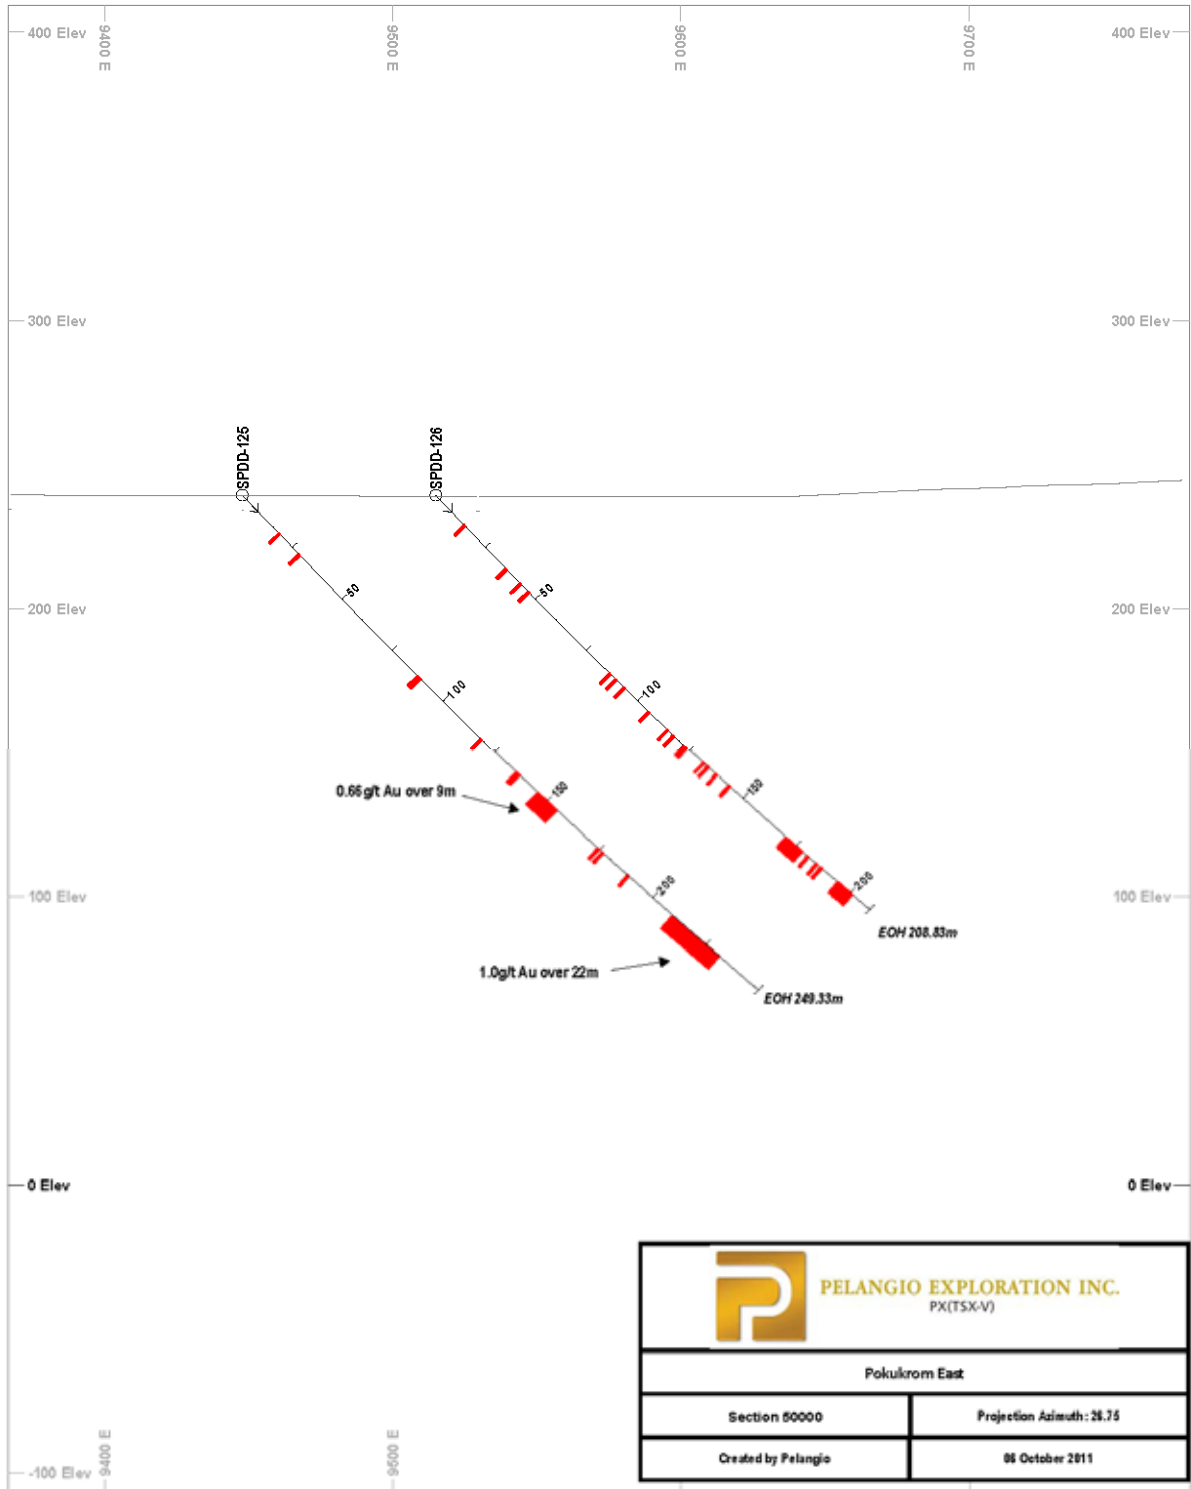 400 Elev
9400 E
9500 E
9600 E
9700 E
400 Elev
300 Elev
300 Elev
SPDD-125
SPDD-126
50
50
200 Elev
200 Elev
100
100
0.66g/t Au over 9m
150
150
100 Elev
200
200
100 Elev
EOH 208.83m
1.0g/t Au over 22m
EOH 249.33m
0 Elev
0 Elev
PELANGIO EXPLORATION INC.
PX(TSX-V)
Pokukrom East
Section 50000
Projection Azimuth: 26.75
Created by Pelangio
06 October 2011
-100 Elev
9400 E
9500 E